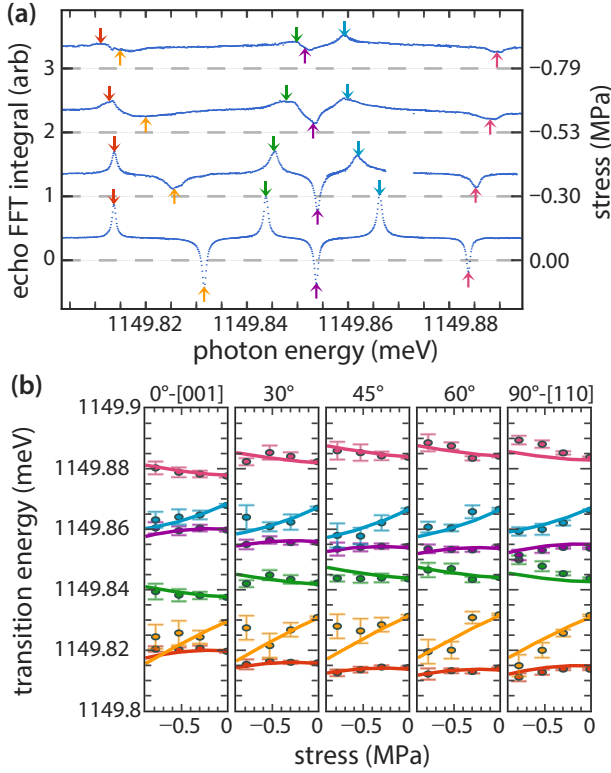 (a)
echo FFT integral (arb)
3
2
1
0
−0.79
−0.53
−0.30
0.00
stress (MPa)
1149.82 1149.84 1149.86 1149.88
photon energy (meV)
(b)
0°-[001] 30° 45° 60° 90°-[110]
transition energy (meV)
1149.9
1149.88
1149.86
1149.84
1149.82
1149.8
−0.5 0 −0.5 0 −0.5 0 −0.5 0 −0.5 0
stress (MPa)